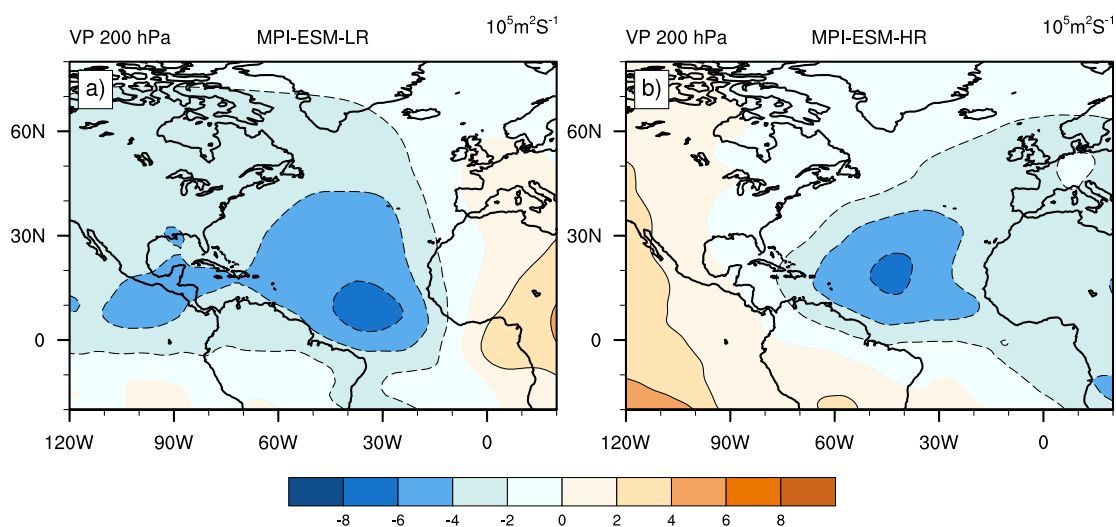 10⁵m²S⁻¹ 10⁵m²S⁻¹
VP 200 hPa MPI-ESM-LR VP 200 hPa MPI-ESM-HR
a) b)
60N 60N
30N 30N
0 0
120W 90W 60W 30W 0 120W 90W 60W 30W 0
-8 -6 -4 -2 0 2 4 6 8